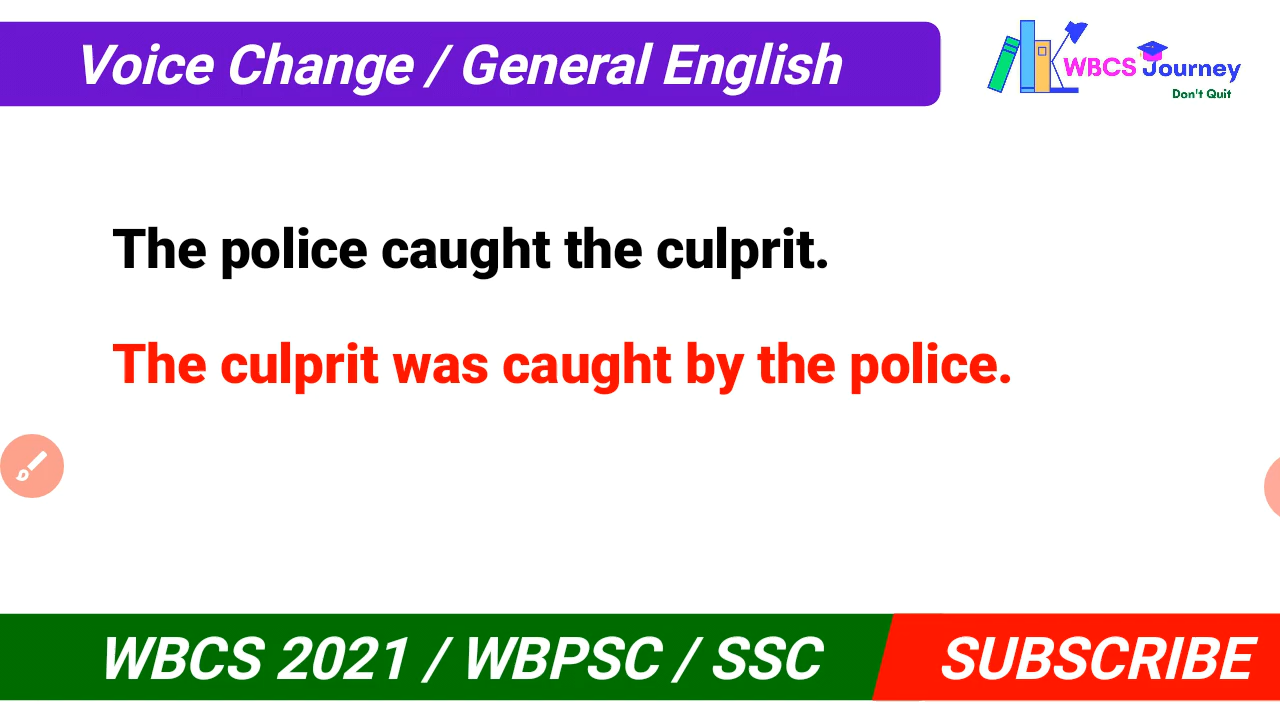 Voice Change / General English
WBCS Journey
Don't Quit
The police caught the culprit.
The culprit was caught by the police.
WBCS 2021 / WBPSC / SSC
SUBSCRIBE